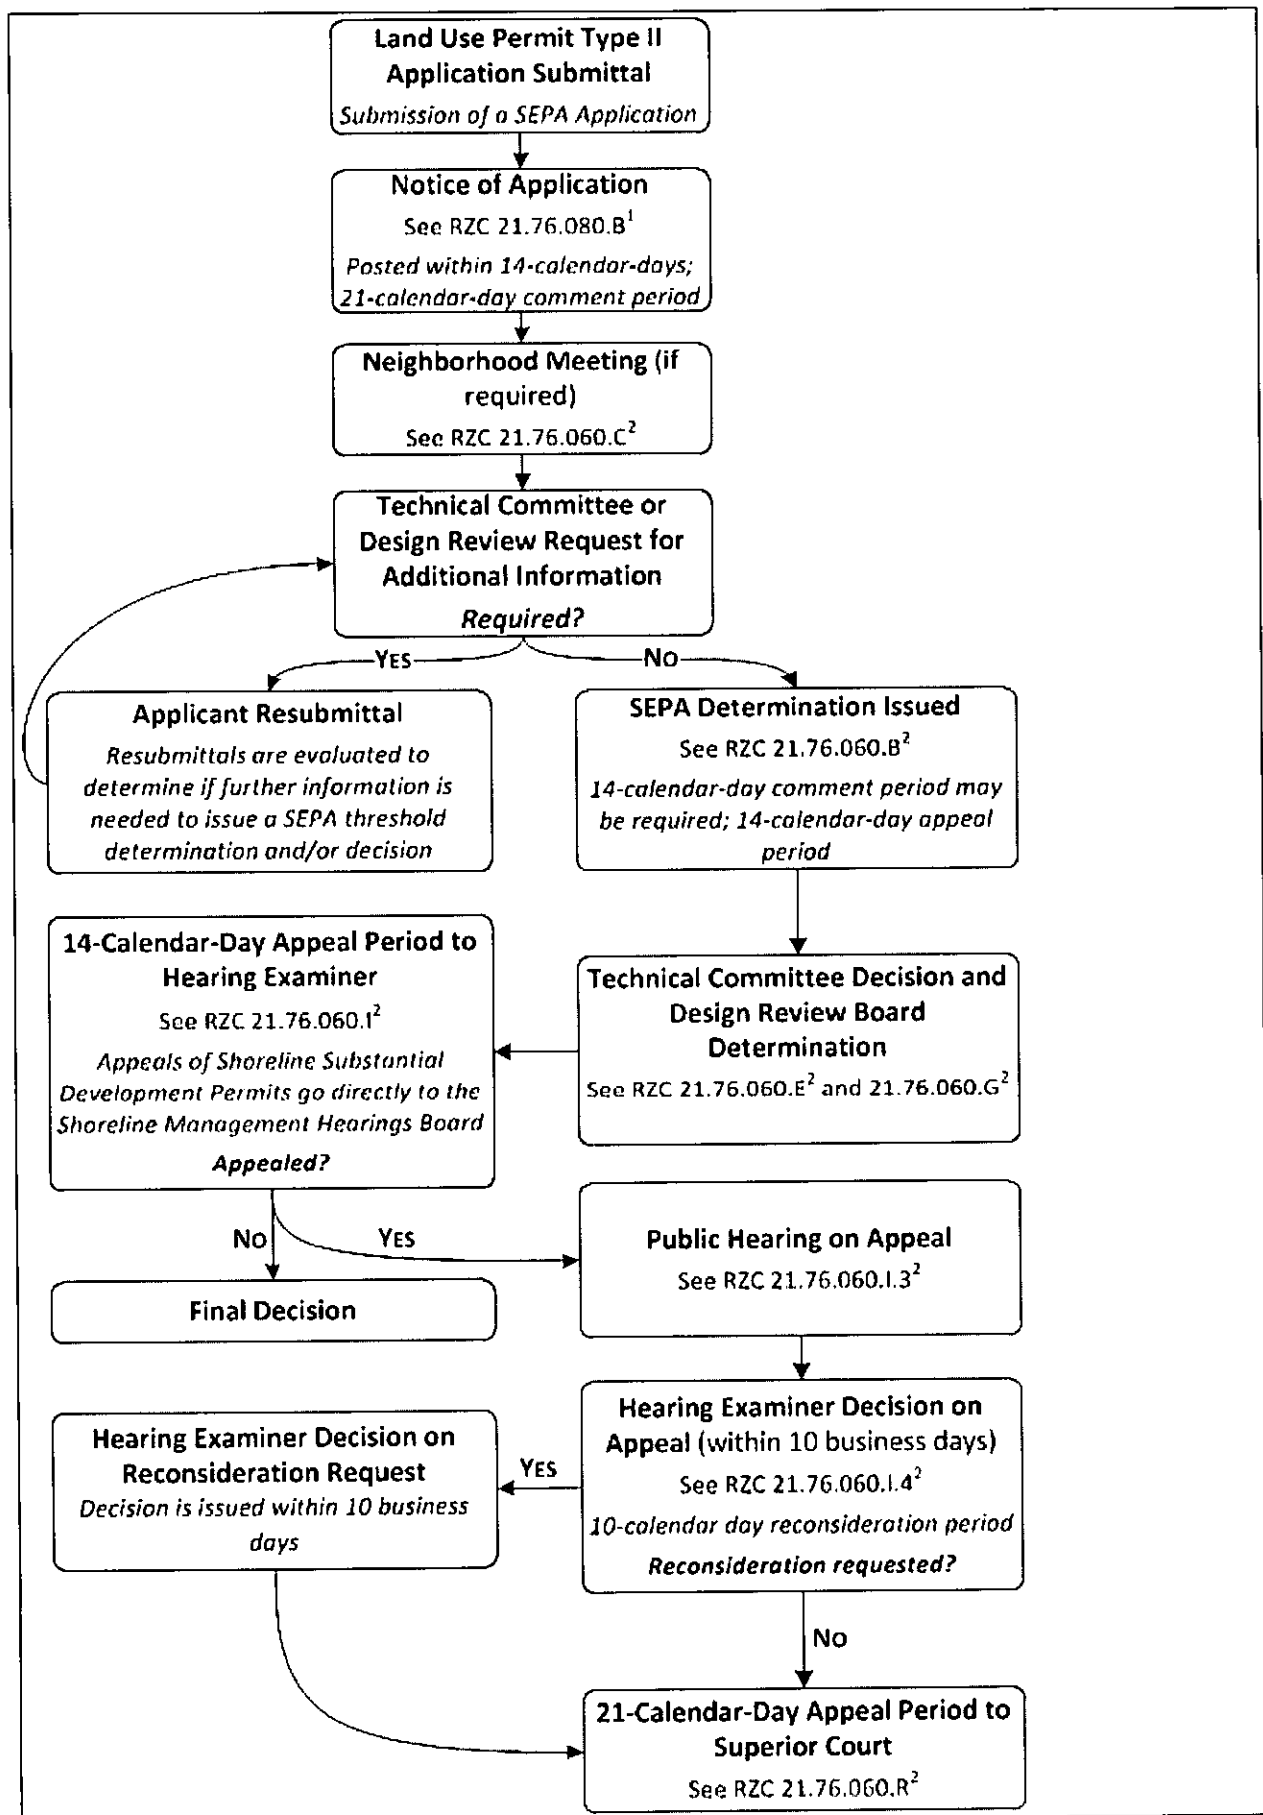 Land Use Permit Type II
Application Submittal
Submission of a SEPA Application
Notice of Application
See RZC 21.76.080.B¹
Posted within 14-calendar-days;
21-calendar-day comment period
Neighborhood Meeting (if
required)
See RZC 21.76.060.C²
Technical Committee or
Design Review Request for
Additional Information
Required?
YES
NO
Applicant Resubmittal
Resubmittals are evaluated to
determine if further information is
needed to issue a SEPA threshold
determination and/or decision
SEPA Determination Issued
See RZC 21.76.060.B²
14-calendar-day comment period may
be required; 14-calendar-day appeal
period
14-Calendar-Day Appeal Period to
Hearing Examiner
See RZC 21.76.060.I²
Appeals of Shoreline Substantial
Development Permits go directly to the
Shoreline Management Hearings Board
Appealed?
Technical Committee Decision and
Design Review Board
Determination
See RZC 21.76.060.E² and 21.76.060.G²
NO
YES
Public Hearing on Appeal
See RZC 21.76.060.I.3²
Final Decision
Hearing Examiner Decision on
Appeal (within 10 business days)
See RZC 21.76.060.I.4²
10-calendar day reconsideration period
Reconsideration requested?
YES
Hearing Examiner Decision on
Reconsideration Request
Decision is issued within 10 business
days
NO
21-Calendar-Day Appeal Period to
Superior Court
See RZC 21.76.060.R²